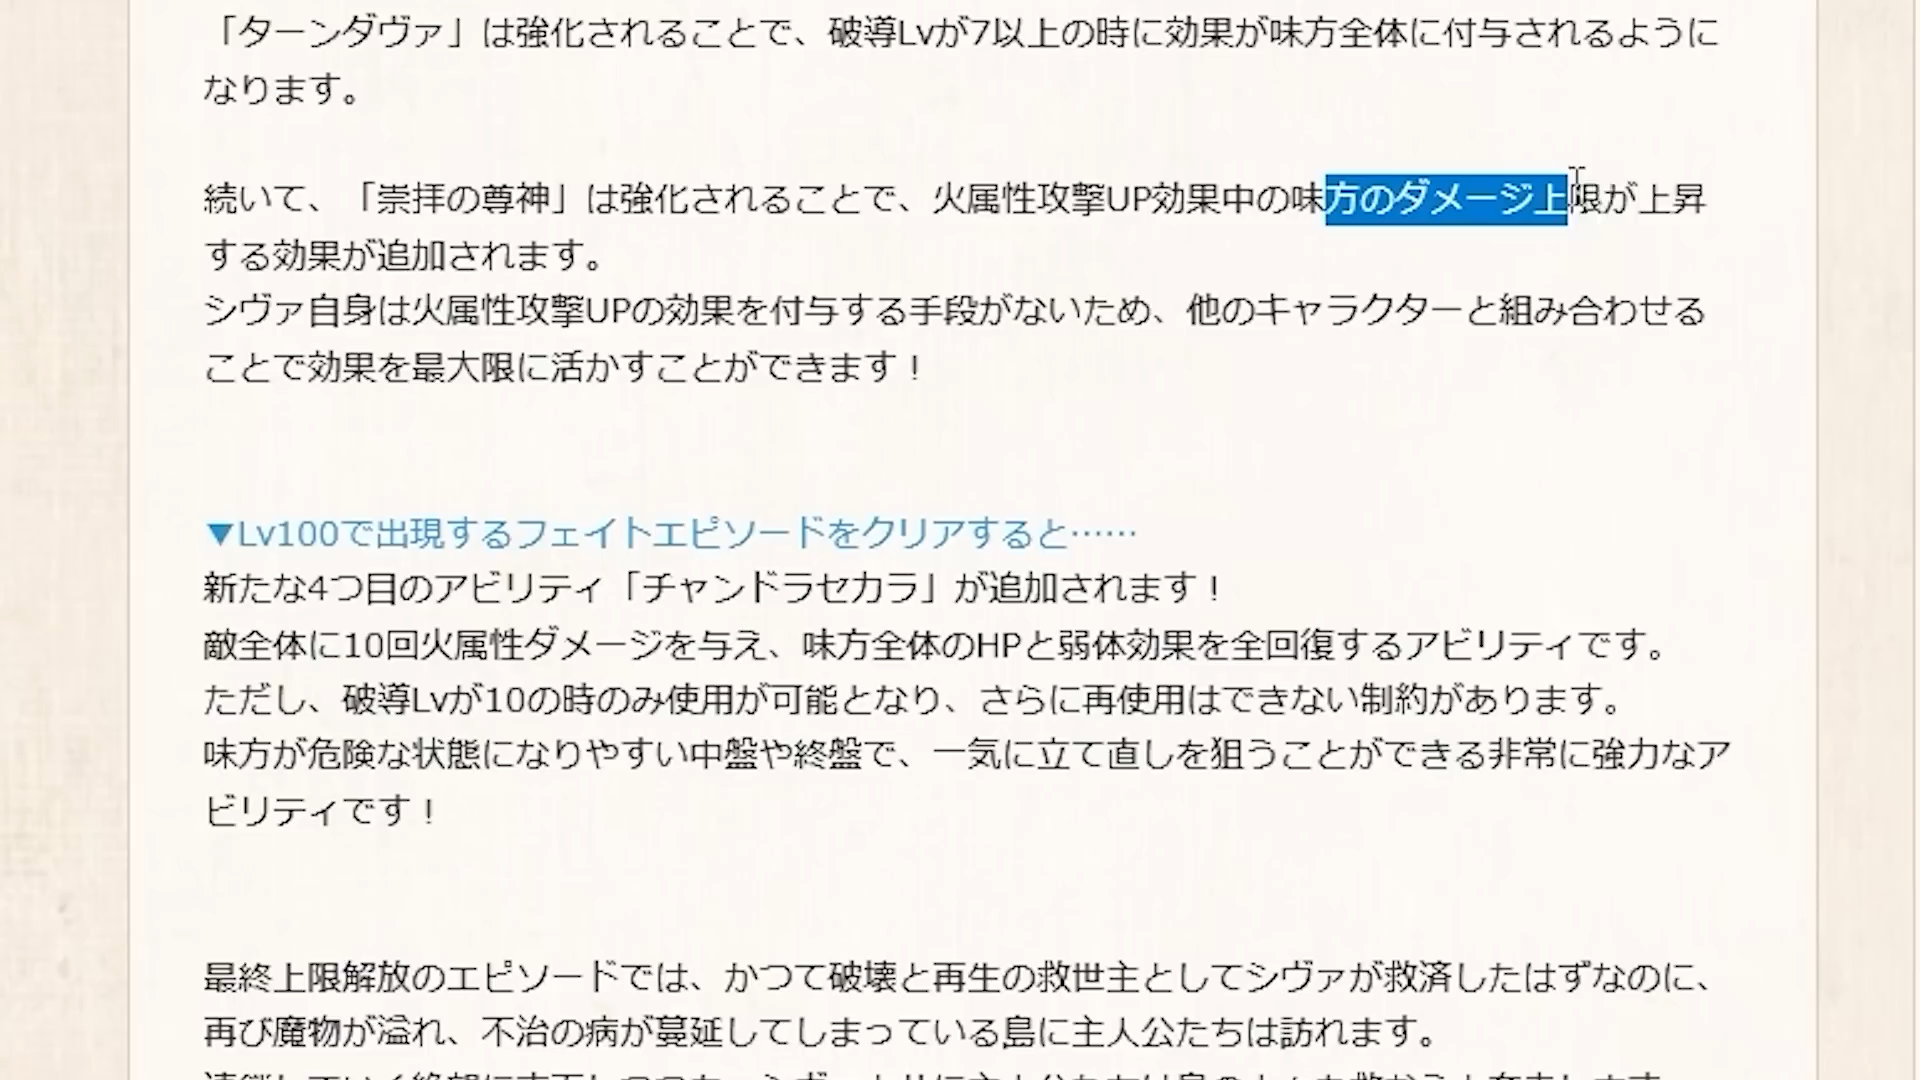 「ターンダヴァ」は強化されることで、破導Lvが7以上の時に効果が味方全体に付与されるように
なります。
続いて、「崇拝の尊神」は強化されることで、火属性攻撃UP効果中の味方のダメージ上限が上昇
する効果が追加されます。
シヴァ自身は火属性攻撃UPの効果を付与する手段がないため、他のキャラクターと組み合わせる
ことで効果を最大限に活かすことができます！
▼Lv100で出現するフェイトエピソードをクリアすると……
新たな4つ目のアビリティ「チャンドラセカラ」が追加されます！
敵全体に10回火属性ダメージを与え、味方全体のHPと弱体効果を全回復するアビリティです。
ただし、破導Lvが10の時のみ使用が可能となり、さらに再使用はできない制約があります。
味方が危険な状態になりやすい中盤や終盤で、一気に立て直しを狙うことができる非常に強力なア
ビリティです！
最終上限解放のエピソードでは、かつて破壊と再生の救世主としてシヴァが救済したはずなのに、
再び魔物が溢れ、不治の病が蔓延してしまっている島に主人公たちは訪れます。